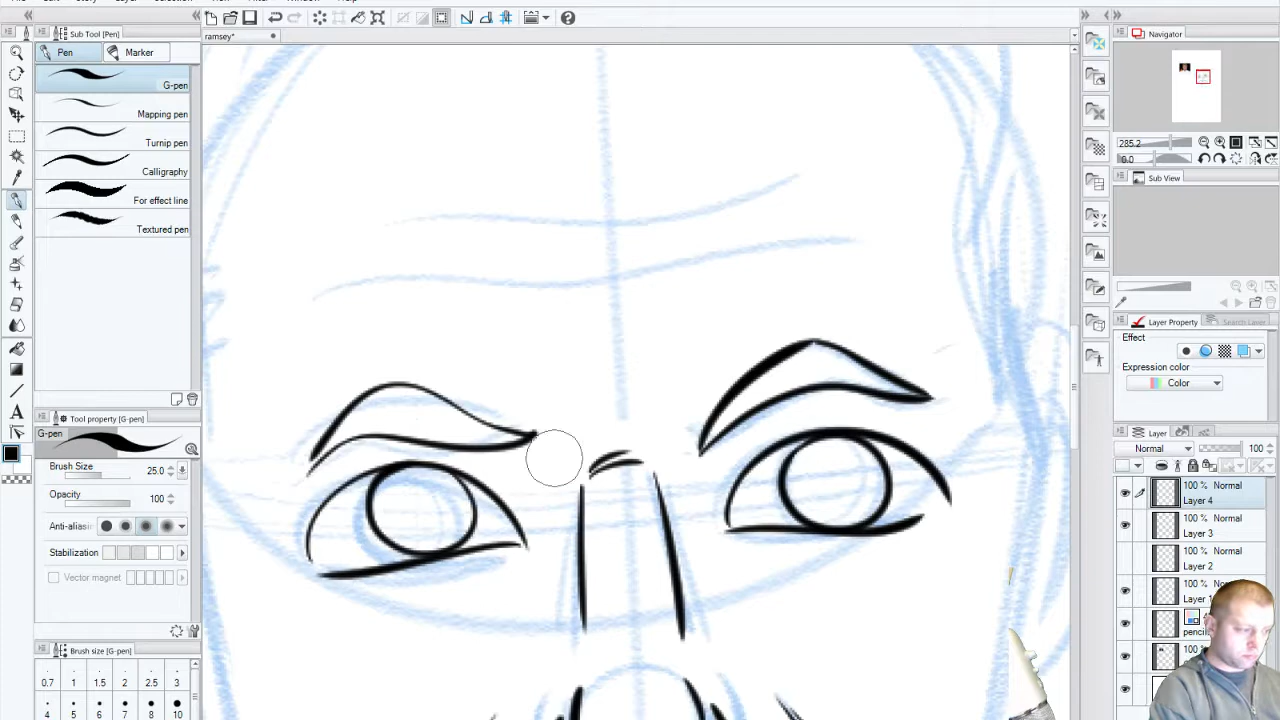 Sub Tool [Pen]
ramsey*
Navigator
Pen
Marker
G-pen
Mapping pen
Turnip pen
Calligraphy
For effect line
Textured pen
285.2
0.0
Sub View
Layer Property
Search Layer
Effect
Expression color
Color
Tool property [G-pen]
G-pen
Brush Size
25.0
Opacity
100
Anti-alias
Stabilization
Vector magnet
Brush size [G-pen]
0.7 1 1.5 2 2.5 3
4 5 6 7 8 10
Layer
Normal
100
100 % Normal
Layer 4
100 % Normal
Layer 3
100 % Normal
Layer 2
100 %
Layer
pencil
100 %